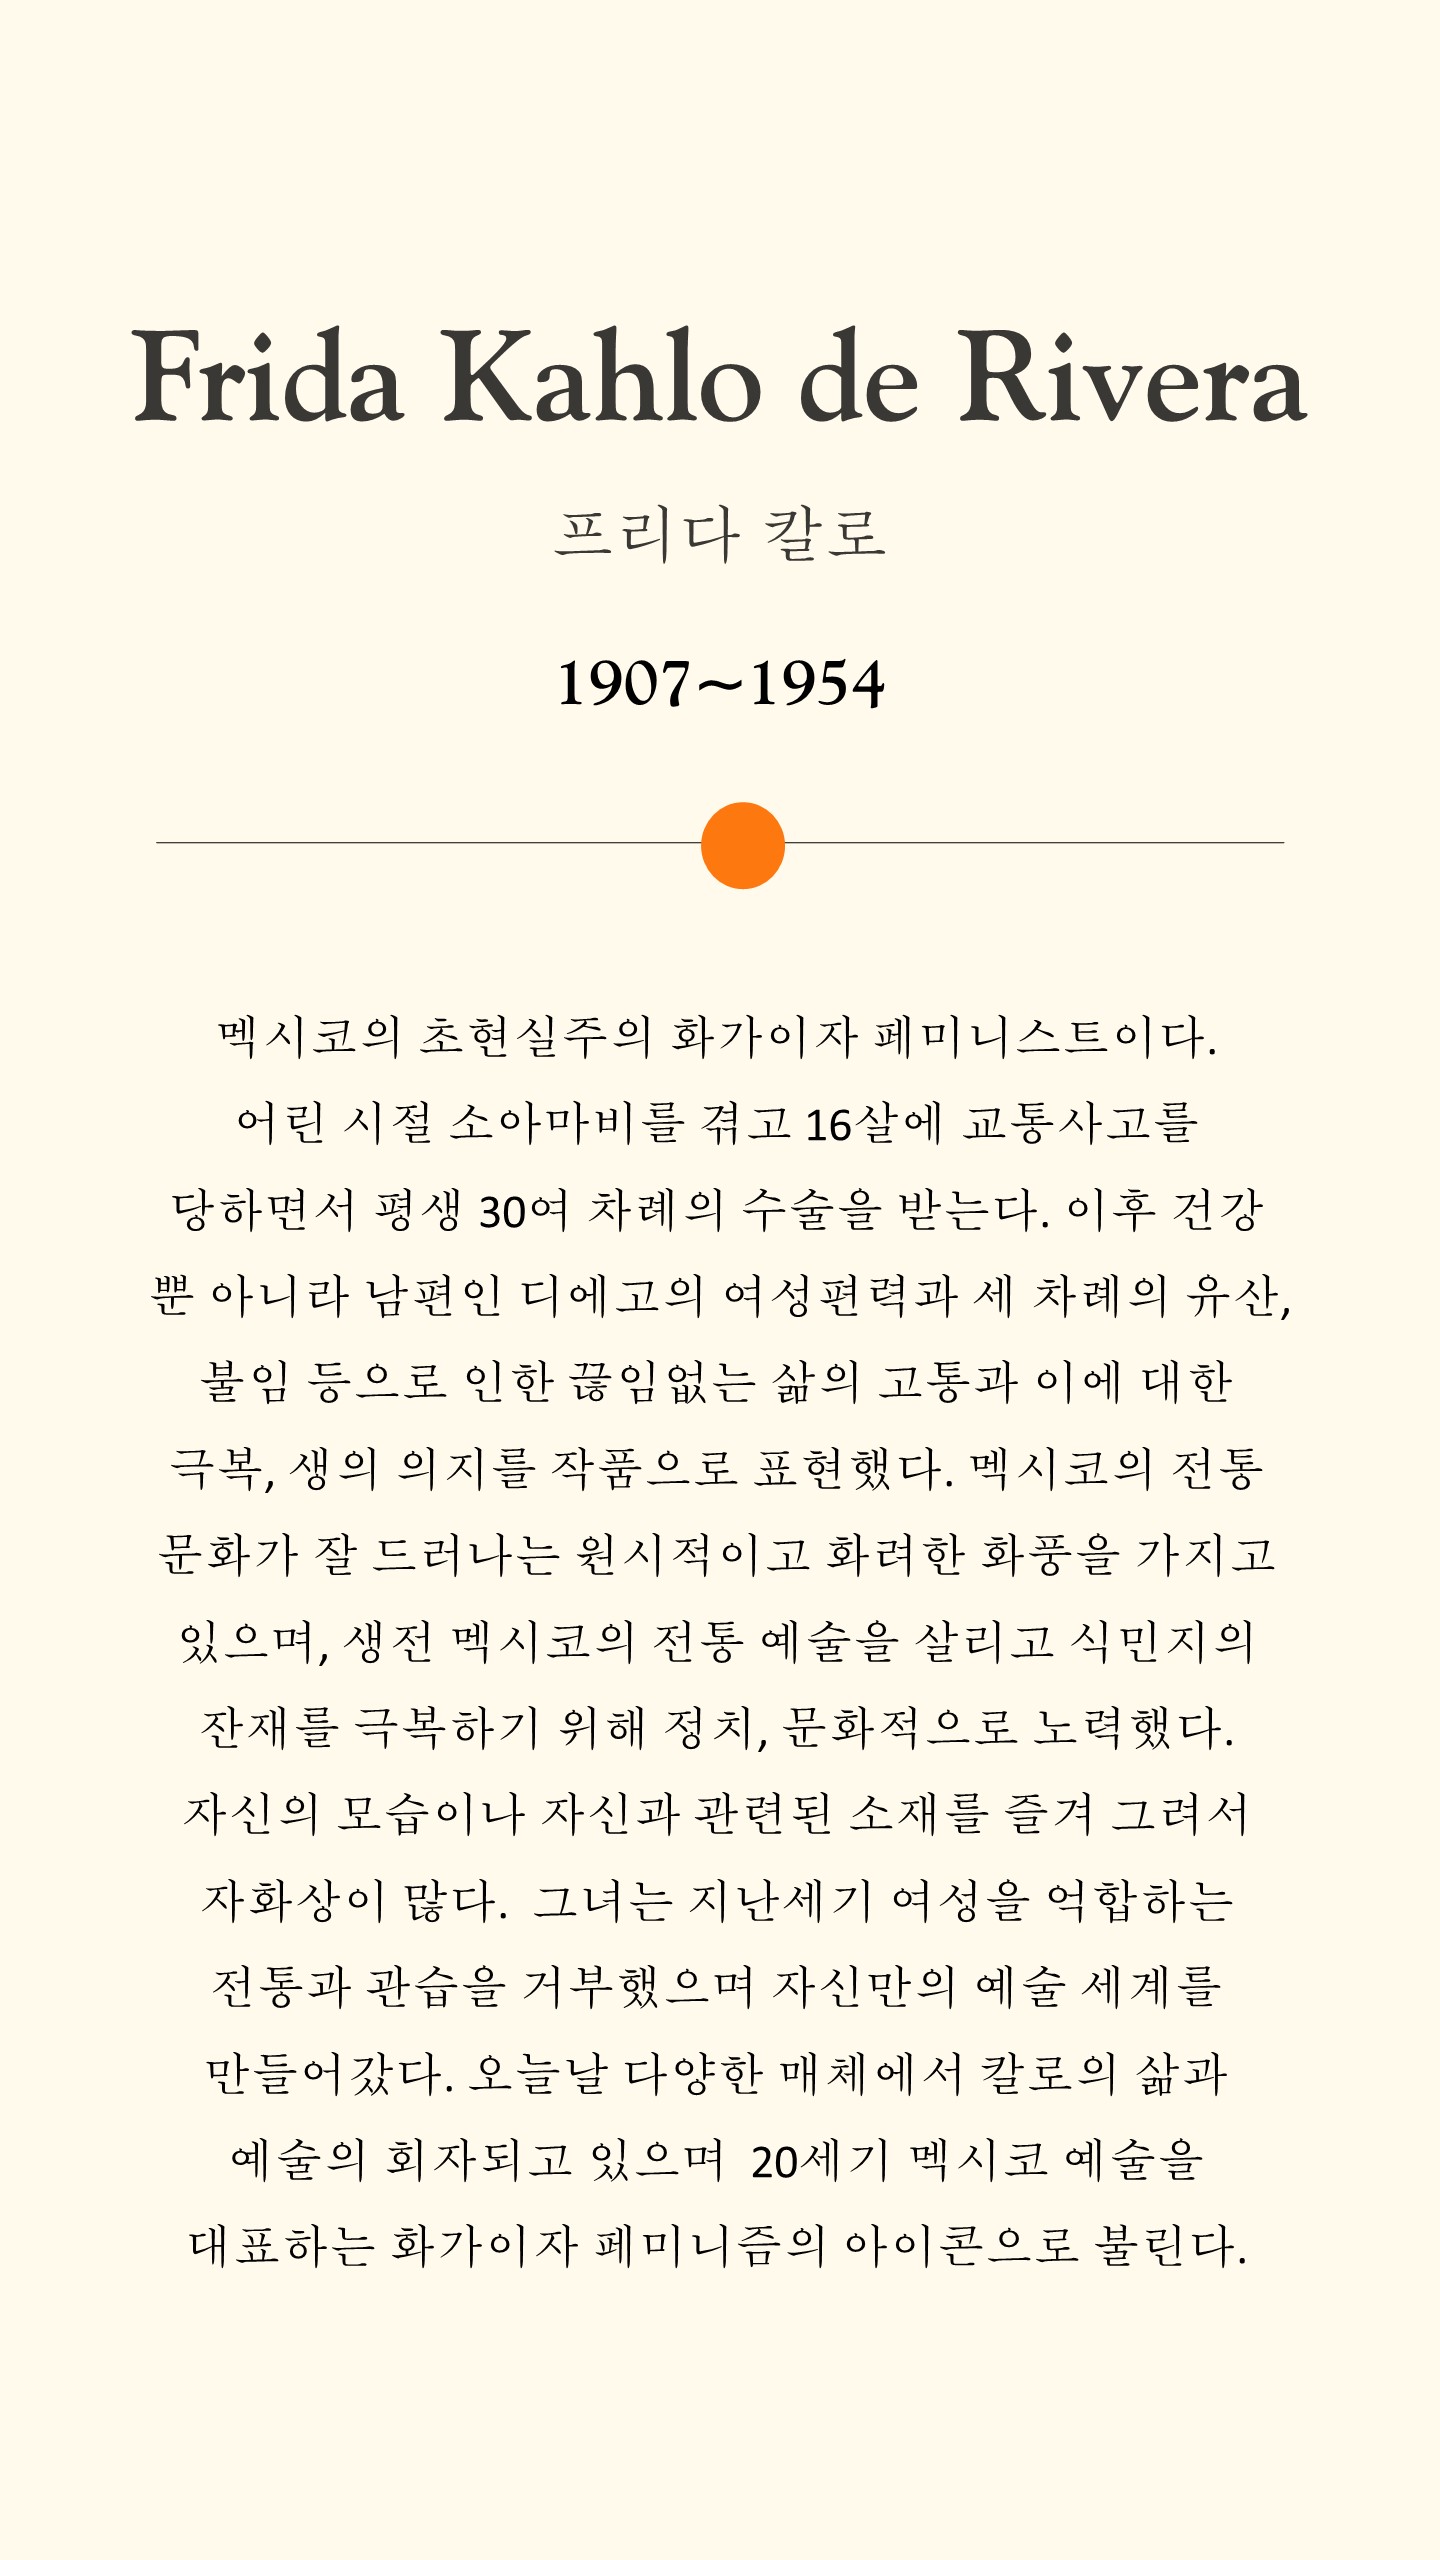 Frida Kahlo de Rivera
프리다 칼로
1907~1954
멕시코의 초현실주의 화가이자 페미니스트이다.
어린 시절 소아마비를 겪고 16살에 교통사고를
당하면서 평생 30여 차례의 수술을 받는다. 이후 건강
뿐 아니라 남편인 디에고의 여성편력과 세 차례의 유산,
불임 등으로 인한 끊임없는 삶의 고통과 이에 대한
극복, 생의 의지를 작품으로 표현했다. 멕시코의 전통
문화가 잘 드러나는 원시적이고 화려한 화풍을 가지고
있으며, 생전 멕시코의 전통 예술을 살리고 식민지의
잔재를 극복하기 위해 정치, 문화적으로 노력했다.
자신의 모습이나 자신과 관련된 소재를 즐겨 그려서
자화상이 많다. 그녀는 지난세기 여성을 억합하는
전통과 관습을 거부했으며 자신만의 예술 세계를
만들어갔다. 오늘날 다양한 매체에서 칼로의 삶과
예술의 회자되고 있으며 20세기 멕시코 예술을
대표하는 화가이자 페미니즘의 아이콘으로 불린다.